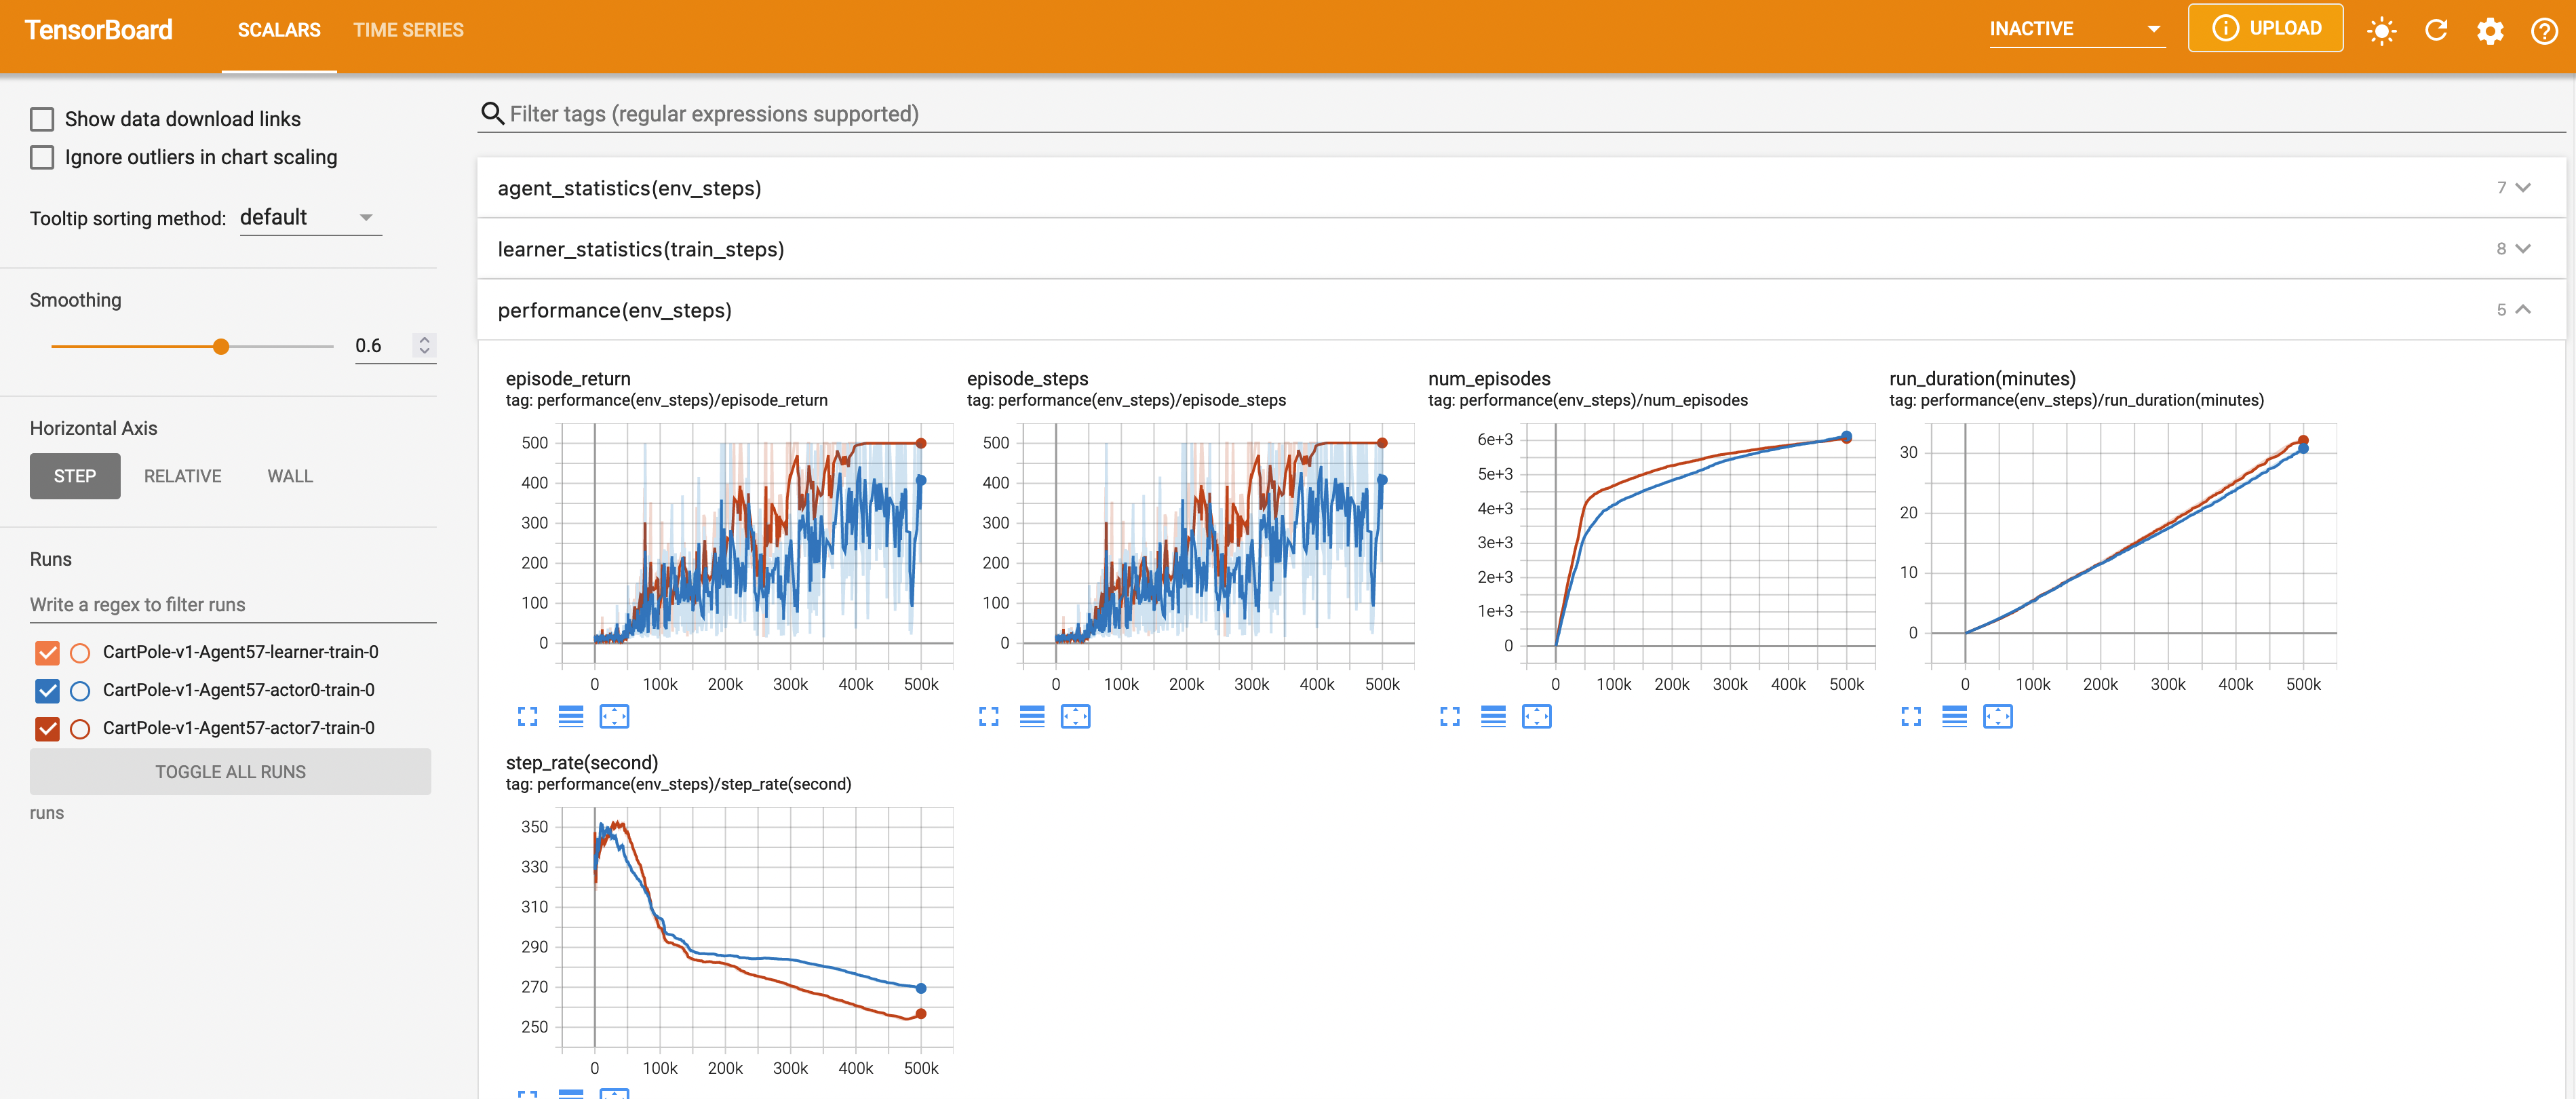 TensorBoard
SCALARS
TIME SERIES
INACTIVE
UPLOAD
Show data download links
Ignore outliers in chart scaling
Tooltip sorting method: default
Smoothing
0.6
Horizontal Axis
STEP RELATIVE WALL
Runs
Write a regex to filter runs
CartPole-v1-Agent57-learner-train-0
CartPole-v1-Agent57-actor0-train-0
CartPole-v1-Agent57-actor7-train-0
TOGGLE ALL RUNS
runs
Filter tags (regular expressions supported)
agent_statistics(env_steps) 7
learner_statistics(train_steps) 8
performance(env_steps) 5
episode_return
tag: performance(env_steps)/episode_return
500
400
300
200
100
0
0 100k 200k 300k 400k 500k
episode_steps
tag: performance(env_steps)/episode_steps
500
400
300
200
100
0
0 100k 200k 300k 400k 500k
num_episodes
tag: performance(env_steps)/num_episodes
6e+3
5e+3
4e+3
3e+3
2e+3
1e+3
0
0 100k 200k 300k 400k 500k
run_duration(minutes)
tag: performance(env_steps)/run_duration(minutes)
30
20
10
0
0 100k 200k 300k 400k 500k
step_rate(second)
tag: performance(env_steps)/step_rate(second)
350
330
310
290
270
250
0 100k 200k 300k 400k 500k